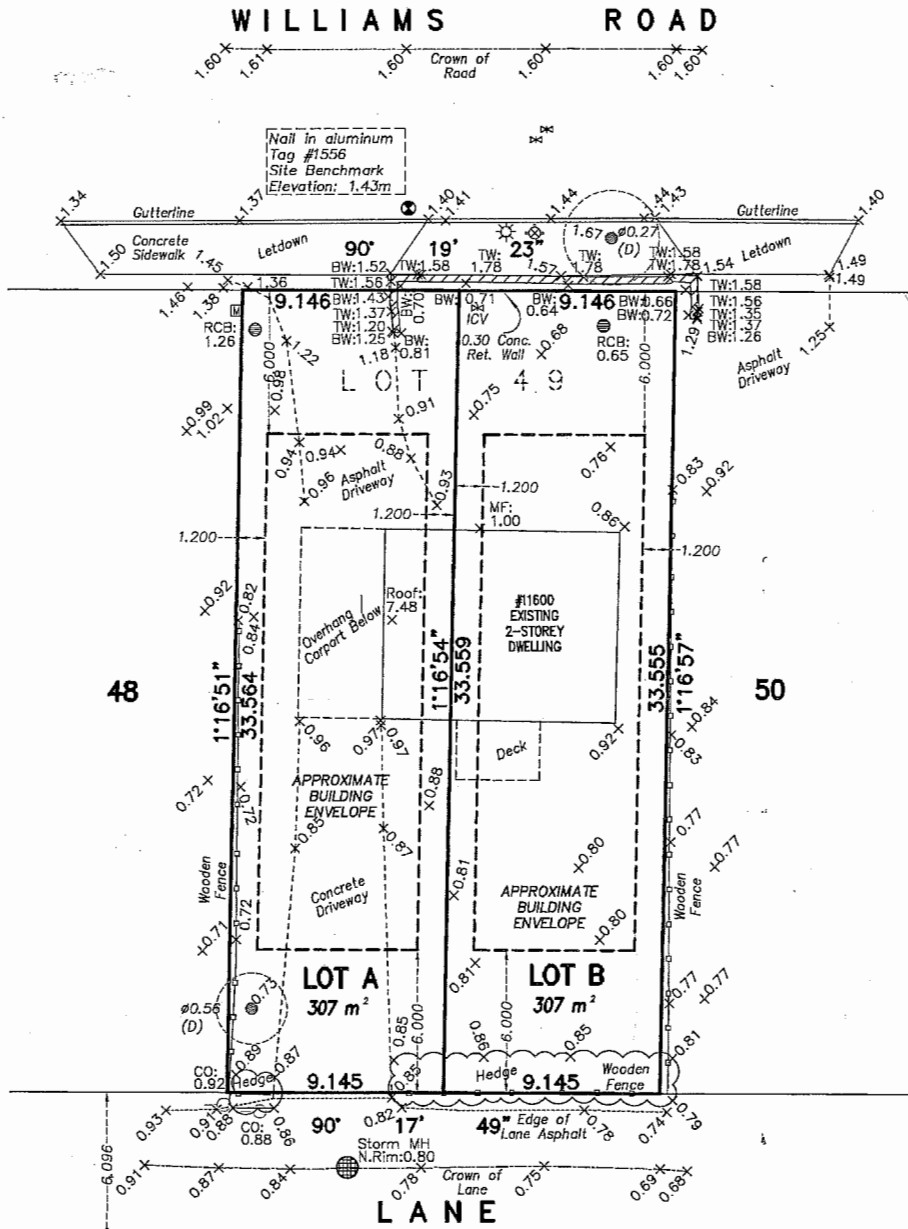 WILLIAMS ROAD
1.60 1.61 1.60 1.60 1.60 1.60
Crown of
Road
Nail in aluminum
Tag #1556
Site Benchmark
Elevation: 1.43m
1.34 1.37 1.40 1.41 1.44 1.44 1.43 1.40
Gutterline Gutterline
1.67 ø0.27
(D)
Concrete
Sidewalk
Letdown
90° 19' 23"
Letdown
1.50 1.45
BW:1.52 TW:1.58
TW:
1.78
1.57
TW:
1.78
TW:1.58
TW:
1.78
1.54
1.49
1.49
1.46 1.38 1.36
TW:1.56
TW:1.58
9.146 9.146
BW:1.43
BW:
0.70
BW:
0.71
BW:
0.64
BW:0.66
BW:0.72
TW:1.56
TW:1.35
TW:1.37
BW:1.26
1.29
M
RCB:
1.26
TW:1.37
TW:1.20
BW:1.25
BW:
0.81
1.18
ICV
0.30 Conc.
Ret. Wall
0.68
RCB:
0.65
1.25
Asphalt
Driveway
6.000
1.22
6.000
LOT 49
0.98
0.99
1.02
0.91
0.75
0.94
0.94
0.88
0.76
0.96
Asphalt
Driveway
0.93
0.83
0.92
1.200
1.200
MF:
1.00
0.86
1.200
1.200
0.92
0.82
0.84
Overhang
Carport Below
Roof:
7.48
#11600
EXISTING
2-STOREY
DWELLING
48
1°16'51"
33.564
1°16'54"
33.559
33.555
1°16'57"
50
0.84
0.83
0.96
0.97
0.97
0.92
Deck
0.72
0.72
APPROXIMATE
BUILDING
ENVELOPE
0.88
0.85
0.87
0.77
0.77
0.80
Wooden
Fence
Concrete
Driveway
0.81
APPROXIMATE
BUILDING
ENVELOPE
Wooden
Fence
0.72
0.71
0.80
LOT A
307 m²
LOT B
307 m²
0.81
ø0.56
(D)
0.73
6.000
6.000
0.77
0.77
0.85
0.86
0.85
0.81
CO:
0.92
0.89
0.87
Hedge
0.85
Hedge
Wooden
Fence
9.145 9.145
0.93
0.91
0.88
CO:
0.88
0.86
90° 17' 49"
0.82
Edge of
Lane Asphalt
0.78
0.74
0.79
Storm MH
N.Rim:0.80
6.096
0.91 0.87 0.84 0.78 0.75 0.69 0.68
Crown of
Lane
LANE